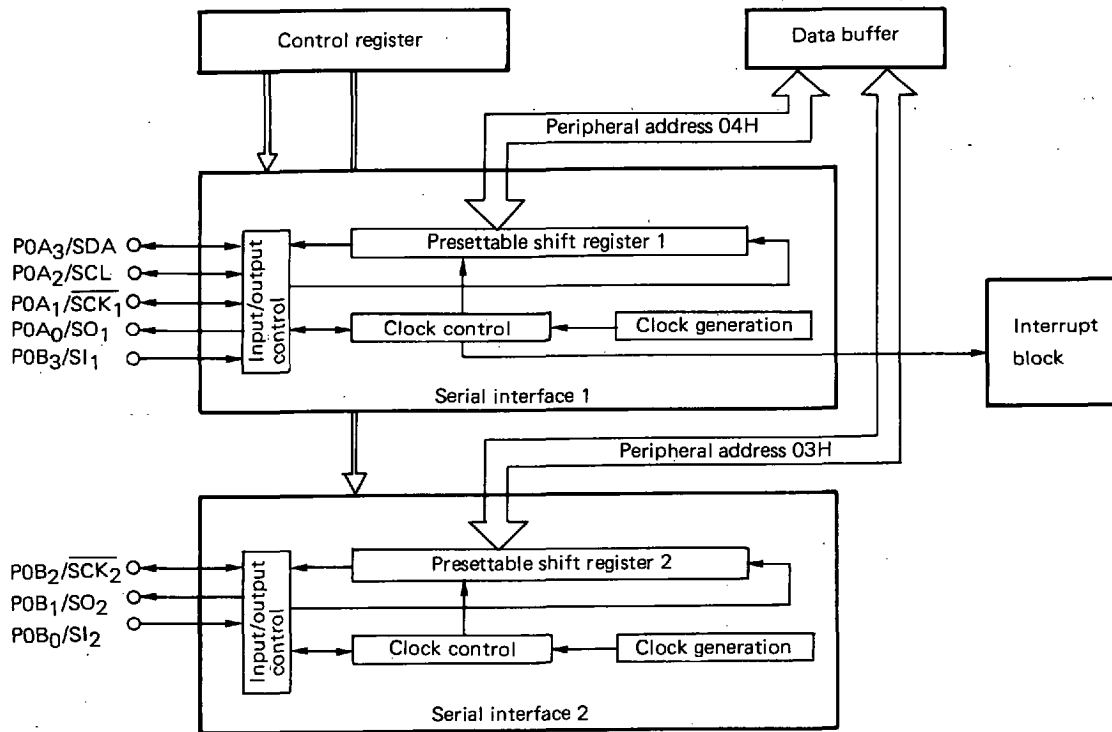 Control register
Data buffer
Peripheral address 04H
P0A₃/SDA
P0A₂/SCL
P0A₁/S̅C̅K̅₁̅
P0A₀/SO₁
P0B₃/SI₁
Input/output
control
Presettable shift register 1
Clock control
Clock generation
Serial interface 1
Interrupt
block
Peripheral address 03H
P0B₂/S̅C̅K̅₂̅
P0B₁/SO₂
P0B₀/SI₂
Input/output
control
Presettable shift register 2
Clock control
Clock generation
Serial interface 2